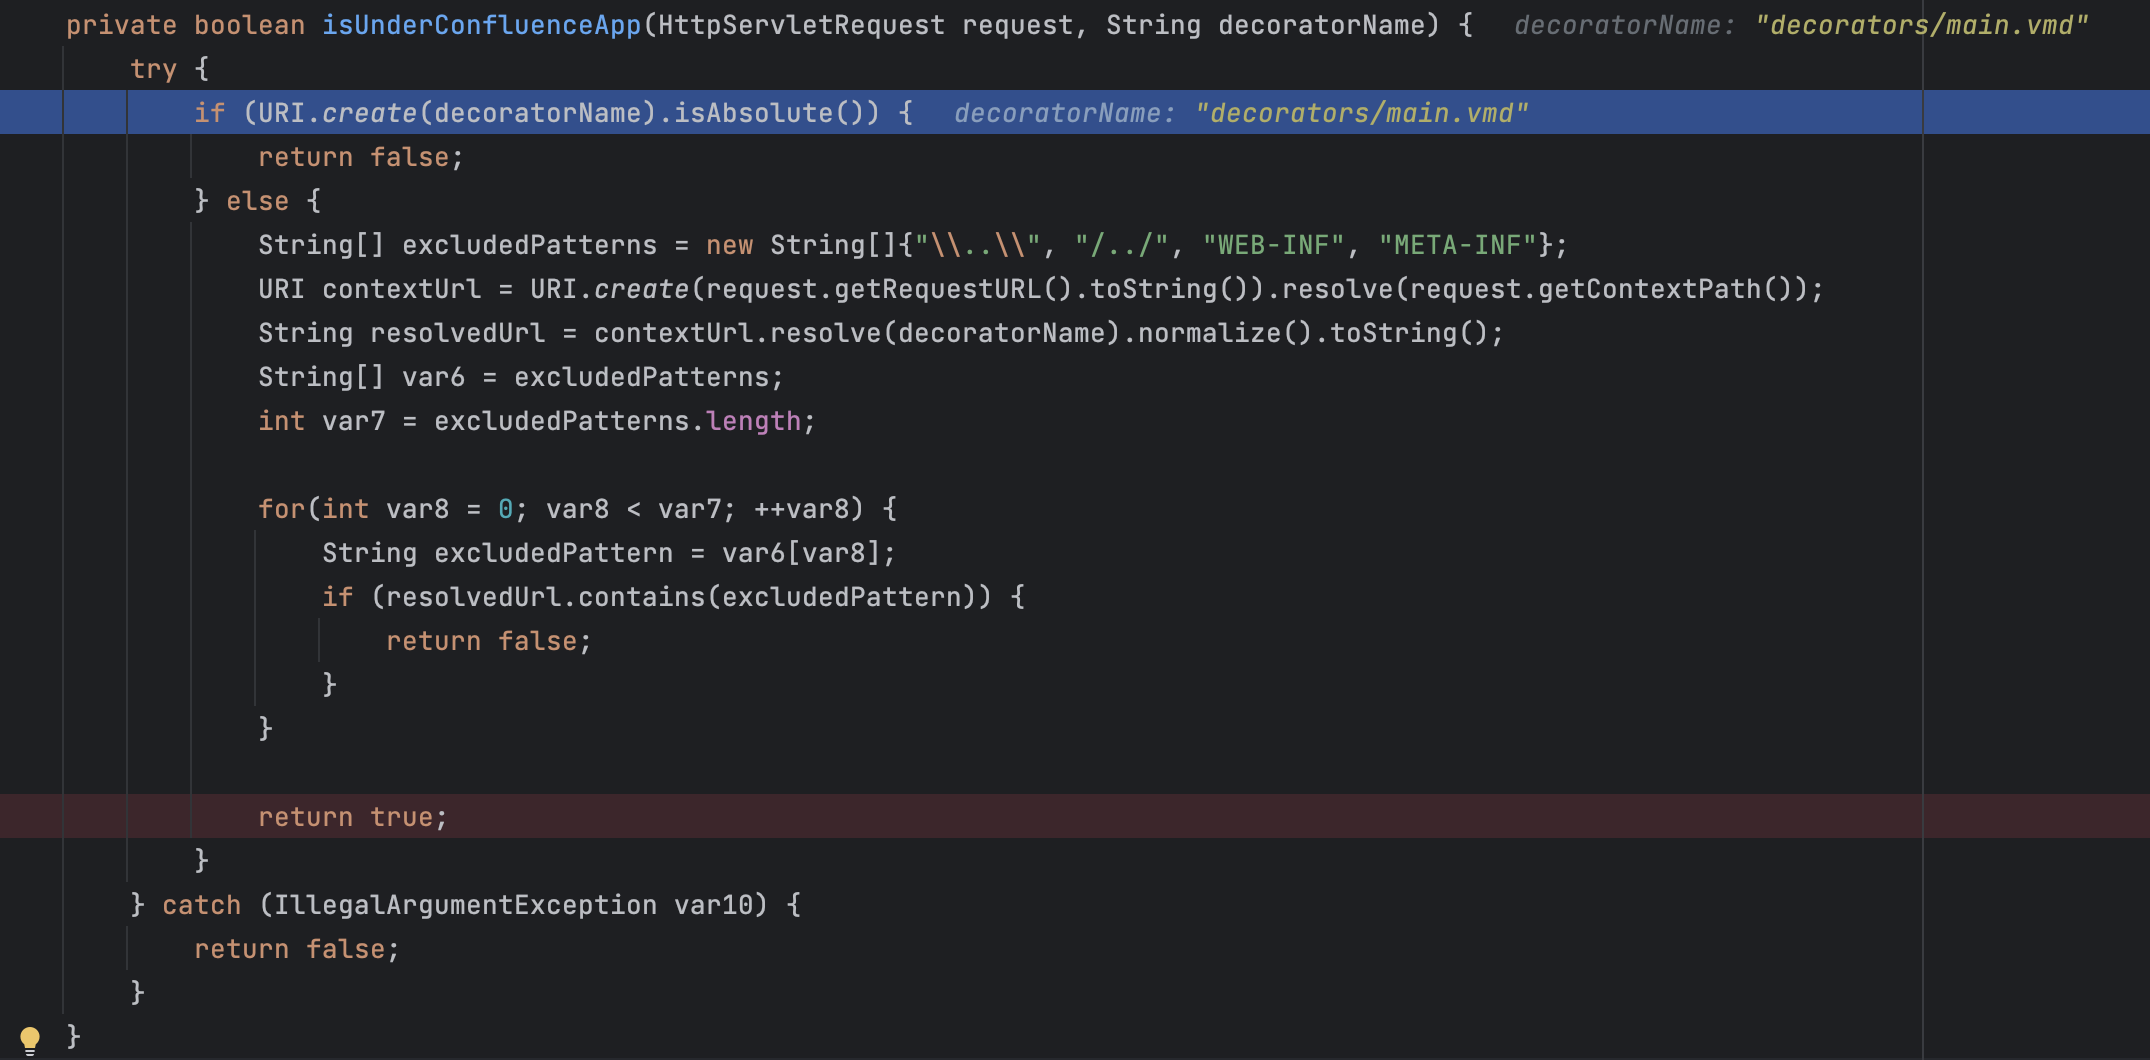 private boolean isUnderConfluenceApp(HttpServletRequest request, String decoratorName) {   decoratorName: "decorators/main.vmd"
    try {
        if (URI.create(decoratorName).isAbsolute()) {   decoratorName: "decorators/main.vmd"
            return false;
        } else {
            String[] excludedPatterns = new String[]{"\\..\\", "/../", "WEB-INF", "META-INF"};
            URI contextUrl = URI.create(request.getRequestURL().toString()).resolve(request.getContextPath());
            String resolvedUrl = contextUrl.resolve(decoratorName).normalize().toString();
            String[] var6 = excludedPatterns;
            int var7 = excludedPatterns.length;

            for(int var8 = 0; var8 < var7; ++var8) {
                String excludedPattern = var6[var8];
                if (resolvedUrl.contains(excludedPattern)) {
                    return false;
                }
            }

            return true;
        }
    } catch (IllegalArgumentException var10) {
        return false;
    }
}